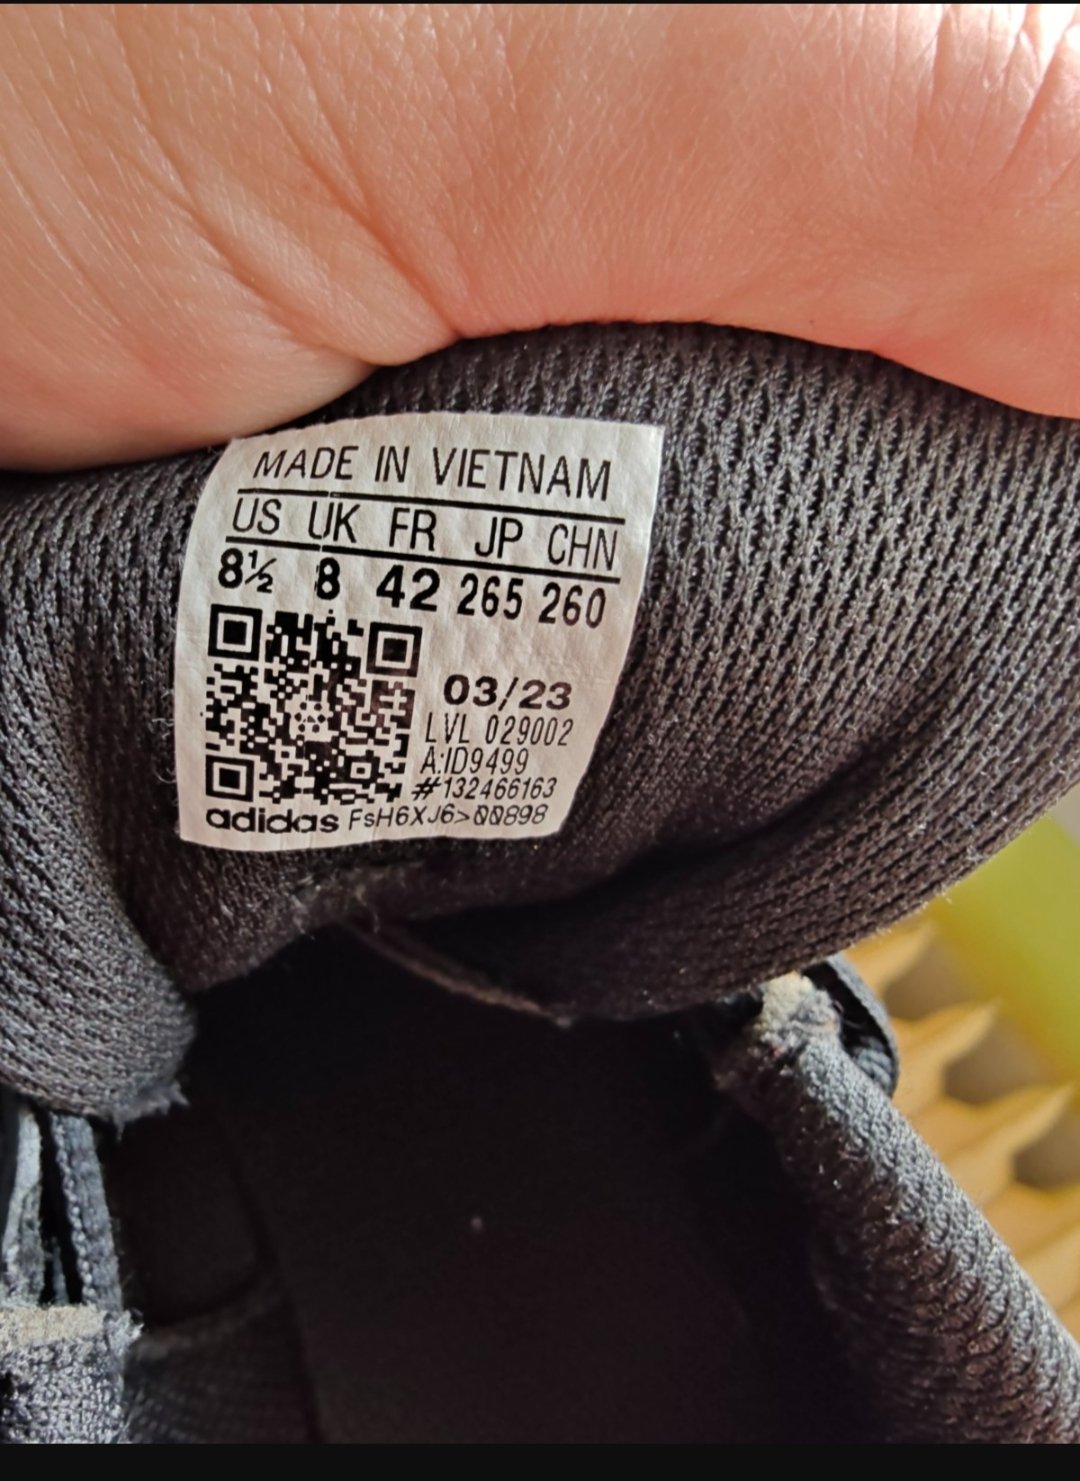 MADE IN VIETNAM
US UK FR JP CHN
8½ 8 42 265 260
03/23
LVL 029002
A:ID9499
#132466163
adidas FsH6XJ6>00898